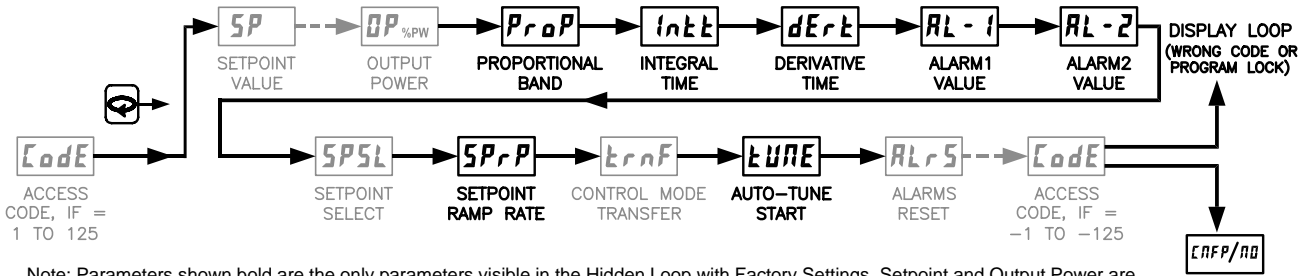 SP
SETPOINT
VALUE
OP %PW
OUTPUT
POWER
ProP
PROPORTIONAL
BAND
Intt
INTEGRAL
TIME
dErt
DERIVATIVE
TIME
AL-1
ALARM1
VALUE
AL-2
ALARM2
VALUE
DISPLAY LOOP
(WRONG CODE OR
PROGRAM LOCK)
CodE
ACCESS
CODE, IF =
1 TO 125
SPSL
SETPOINT
SELECT
SPrP
SETPOINT
RAMP RATE
trnF
CONTROL MODE
TRANSFER
tUNE
AUTO-TUNE
START
ALrS
ALARMS
RESET
CodE
ACCESS
CODE, IF =
-1 TO -125
CNFP/NO
Note: Parameters shown bold are the only parameters visible in the Hidden Loop with Factory Settings. Setpoint and Output Power are